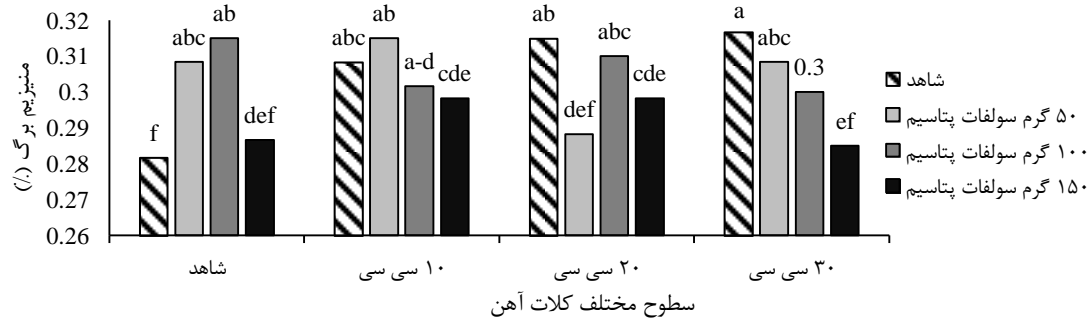 منیزیم برگ (٪)
0.32
0.31
0.3
0.29
0.28
0.27
0.26
f abc ab def
abc ab a-d cde
ab def abc cde
a abc 0.3 ef
شاهد
۱۰ سی سی
۲۰ سی سی
۳۰ سی سی
سطوح مختلف کلات آهن
شاهد
۵۰ گرم سولفات پتاسیم
۱۰۰ گرم سولفات پتاسیم
۱۵۰ گرم سولفات پتاسیم